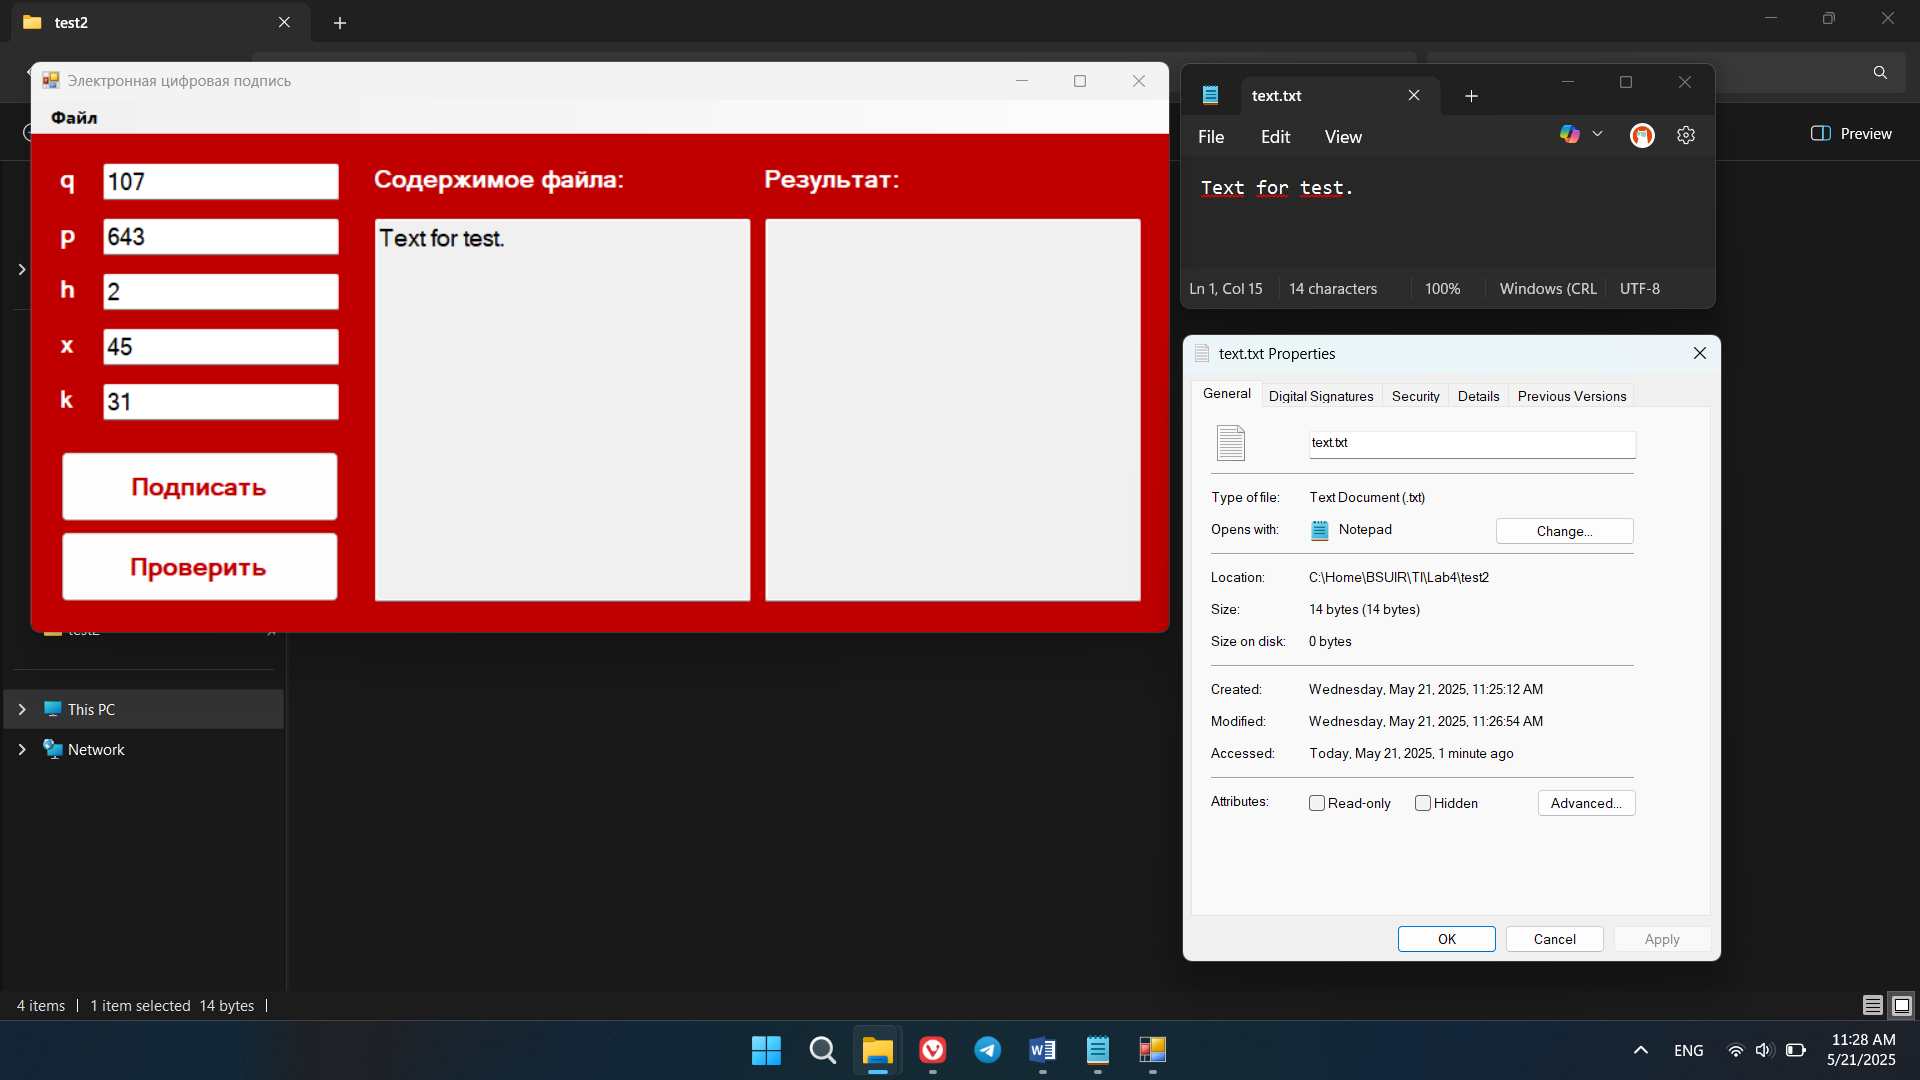 test2
Электронная цифровая подпись
Файл
q 107
p 643
h 2
x 45
k 31
Подписать
Проверить
Содержимое файла:
Text for test.
Результат:
text.txt
File Edit View
Text for test.
Ln 1, Col 15 14 characters 100% Windows (CRL UTF-8
Preview
text.txt Properties
General Digital Signatures Security Details Previous Versions
text.txt
Type of file: Text Document (.txt)
Opens with: Notepad Change...
Location: C:\Home\BSUIR\TI\Lab4\test2
Size: 14 bytes (14 bytes)
Size on disk: 0 bytes
Created: Wednesday, May 21, 2025, 11:25:12 AM
Modified: Wednesday, May 21, 2025, 11:26:54 AM
Accessed: Today, May 21, 2025, 1 minute ago
Attributes: Read-only Hidden Advanced...
OK Cancel Apply
This PC
Network
4 items 1 item selected 14 bytes
ENG
11:28 AM
5/21/2025